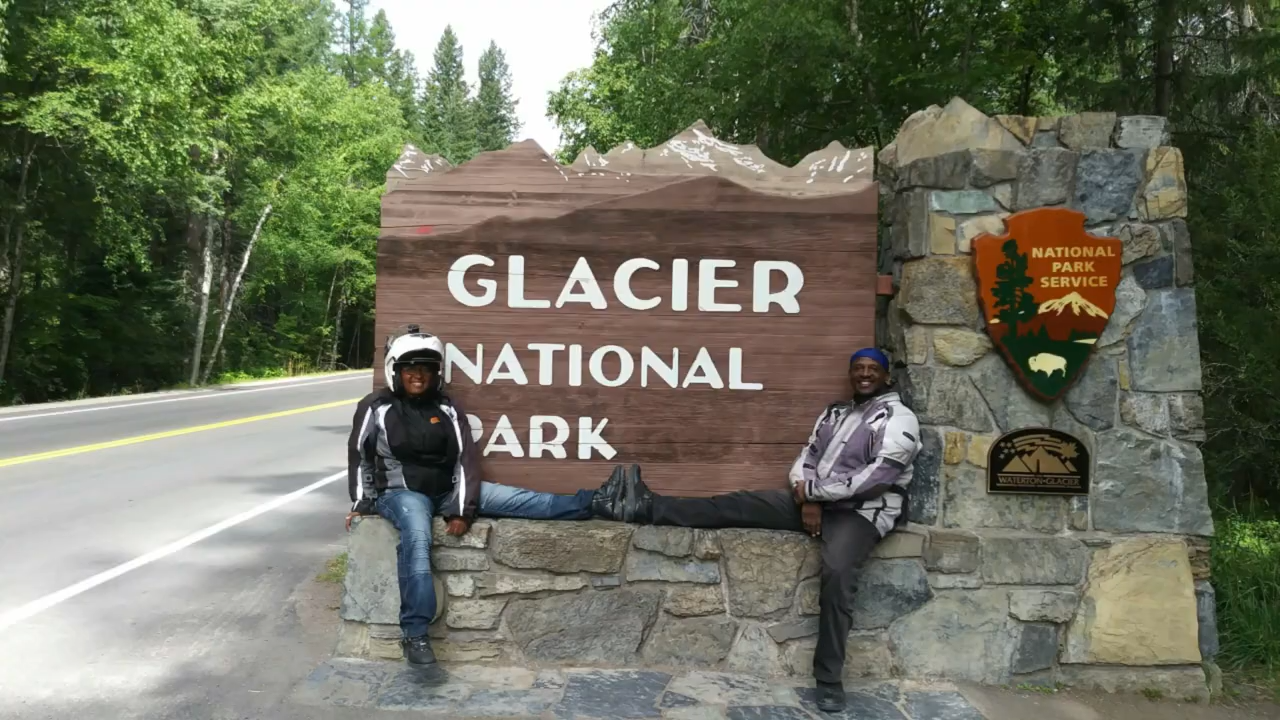 GLACIER
NATIONAL
PARK
NATIONAL
PARK
SERVICE
WATERTON-GLACIER